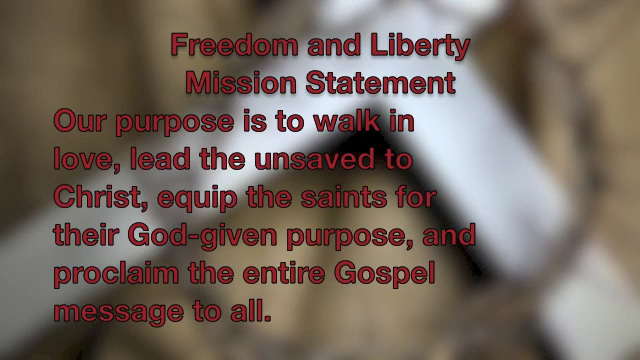 Freedom and Liberty
Mission Statement
Our purpose is to walk in
love, lead the unsaved to
Christ, equip the saints for
their God-given purpose, and
proclaim the entire Gospel
message to all.